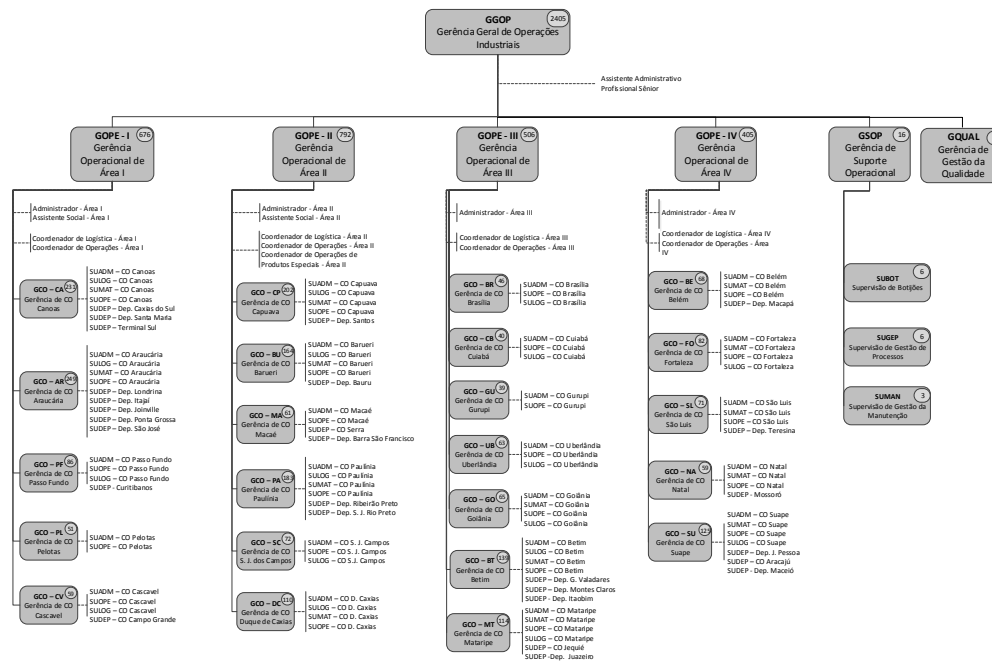 GGOP 2405
Gerência Geral de Operações
Industriais
Assistente Administrativo
Profissional Sênior
GOPE - I 676
Gerência
Operacional de
Área I
Administrador - Área I
Assistente Social - Área I
Coordenador de Logística - Área I
Coordenador de Operações - Área I
GCO – CA 231
Gerência de CO
Canoas
SUADM – CO Canoas
SULOG – CO Canoas
SUMAT – CO Canoas
SUOPE – CO Canoas
SUDEP – Dep. Caxias do Sul
SUDEP – Dep. Santa Maria
SUDEP – Terminal Sul
GCO – AR 249
Gerência de CO
Araucária
SUADM – CO Araucária
SULOG – CO Araucária
SUMAT – CO Araucária
SUOPE – CO Araucária
SUDEP – Dep. Londrina
SUDEP – Dep. Itajaí
SUDEP – Dep. Joinville
SUDEP – Dep. Ponta Grossa
SUDEP – Dep. São José
GCO – PF 86
Gerência de CO
Passo Fundo
SUADM – CO Passo Fundo
SUOPE – CO Passo Fundo
SULOG – CO Passo Fundo
SUDEP - Curitibanos
GCO – PL 51
Gerência de CO
Pelotas
SUADM – CO Pelotas
SUOPE – CO Pelotas
GCO – CV 58
Gerência de CO
Cascavel
SUADM – CO Cascavel
SUOPE – CO Cascavel
SULOG – CO Cascavel
SUDEP – CO Campo Grande
GOPE - II 792
Gerência
Operacional de
Área II
Administrador - Área II
Assistente Social - Área II
Coordenador de Logística - Área II
Coordenador de Operações - Área II
Coordenador de Operações de
Produtos Especiais - Área II
GCO – CP 202
Gerência de CO
Capuava
SUADM – CO Capuava
SULOG – CO Capuava
SUMAT – CO Capuava
SUOPE – CO Capuava
SUDEP – Dep. Santos
GCO – BU 164
Gerência de CO
Barueri
SUADM – CO Barueri
SULOG – CO Barueri
SUMAT – CO Barueri
SUOPE – CO Barueri
SUDEP – Dep. Bauru
GCO – MA 61
Gerência de CO
Macaé
SUADM – CO Macaé
SUOPE – CO Macaé
SUDEP – CO Serra
SUDEP – Dep. Barra São Francisco
GCO – PA 183
Gerência de CO
Paulínia
SUADM – CO Paulínia
SULOG – CO Paulínia
SUMAT – CO Paulínia
SUOPE – CO Paulínia
SUDEP – Dep. Ribeirão Preto
SUDEP – Dep. S. J. Rio Preto
GCO – SC 72
Gerência de CO
S. J. dos Campos
SUADM – CO S. J. Campos
SUOPE – CO S. J. Campos
SULOG – CO S.J. Campos
GCO – DC 110
Gerência de CO
Duque de Caxias
SUADM – CO D. Caxias
SULOG – CO D. Caxias
SUMAT – CO D. Caxias
SUOPE – CO D. Caxias
GOPE - III 506
Gerência
Operacional de
Área III
Administrador - Área III
Coordenador de Logística - Área III
Coordenador de Operações - Área III
GCO – BR 46
Gerência de CO
Brasília
SUADM – CO Brasília
SUOPE – CO Brasília
SULOG – CO Brasília
GCO – CB 40
Gerência de CO
Cuiabá
SUADM – CO Cuiabá
SUOPE – CO Cuiabá
SULOG – CO Cuiabá
GCO – GU 39
Gerência de CO
Gurupi
SUADM – CO Gurupi
SUOPE – CO Gurupi
GCO – UB 63
Gerência de CO
Uberlândia
SUADM – CO Uberlândia
SUOPE – CO Uberlândia
SULOG – CO Uberlândia
GCO – GO 65
Gerência de CO
Goiânia
SUADM – CO Goiânia
SUMAT – CO Goiânia
SUOPE – CO Goiânia
SULOG – CO Goiânia
GCO – BT 139
Gerência de CO
Betim
SUADM – CO Betim
SULOG – CO Betim
SUMAT – CO Betim
SUOPE – CO Betim
SUDEP – Dep. G. Valadares
SUDEP – Dep. Montes Claros
SUDEP - Dep. Itaobim
GCO – MT 114
Gerência de CO
Mataripe
SUADM – CO Mataripe
SUMAT – CO Mataripe
SUOPE – CO Mataripe
SULOG – CO Mataripe
SUDEP – CO Jequié
SUDEP -Dep. Juazeiro
GOPE - IV 405
Gerência
Operacional de
Área IV
Administrador - Área IV
Coordenador de Logística - Área IV
Coordenador de Operações - Área
IV
GCO – BE 68
Gerência de CO
Belém
SUADM – CO Belém
SUMAT – CO Belém
SUOPE – CO Belém
SUDEP – Dep. Macapá
GCO – FO 82
Gerência de CO
Fortaleza
SUADM – CO Fortaleza
SUMAT – CO Fortaleza
SUOPE – CO Fortaleza
SULOG – CO Fortaleza
GCO – SL 71
Gerência de CO
São Luis
SUADM – CO São Luis
SUMAT – CO São Luis
SUOPE – CO São Luis
SUDEP – Dep. Teresina
GCO – NA 59
Gerência de CO
Natal
SUADM – CO Natal
SUMAT – CO Natal
SUOPE – CO Natal
SUDEP - Mossoró
GCO – SU 125
Gerência de CO
Suape
SUADM – CO Suape
SUMAT – CO Suape
SUOPE – CO Suape
SULOG – CO Suape
SUDEP – Dep. J. Pessoa
SUDEP – CO Aracajú
SUDEP - Dep. Maceió
GSOP 16
Gerência de
Suporte
Operacional
SUBOT 6
Supervisão de Botijões
SUGEP 6
Supervisão de Gestão de
Processos
SUMAN 3
Supervisão de Gestão da
Manutenção
GQUAL
Gerência de
Gestão da
Qualidade